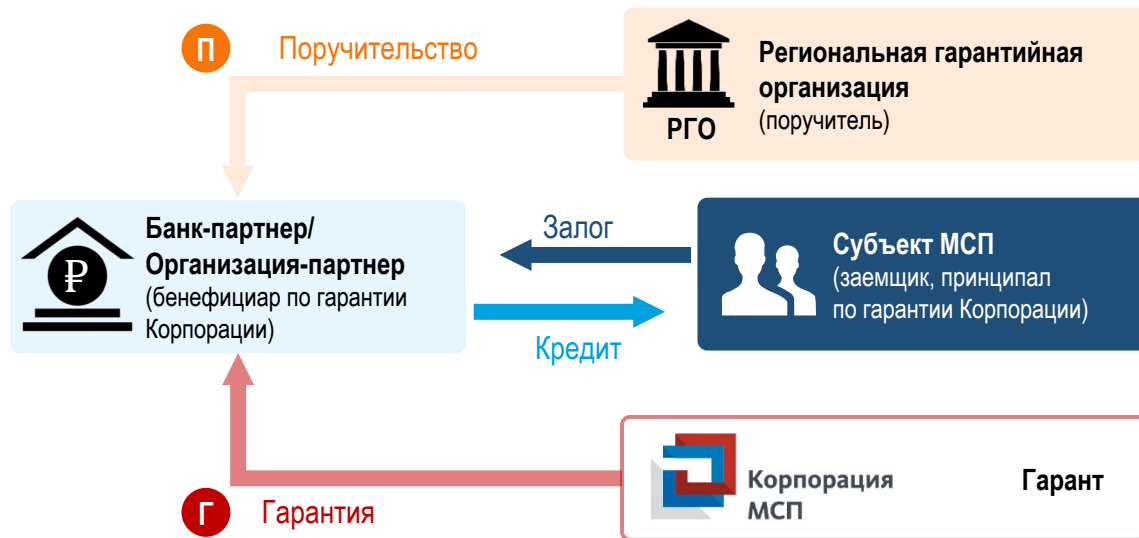 П
Поручительство
Региональная гарантийная
организация
(поручитель)
РГО
Банк-партнер/
Организация-партнер
(бенефициар по гарантии
Корпорации)
₽
Залог
Кредит
Субъект МСП
(заемщик, принципал
по гарантии Корпорации)
Корпорация
МСП
Гарант
Г
Гарантия